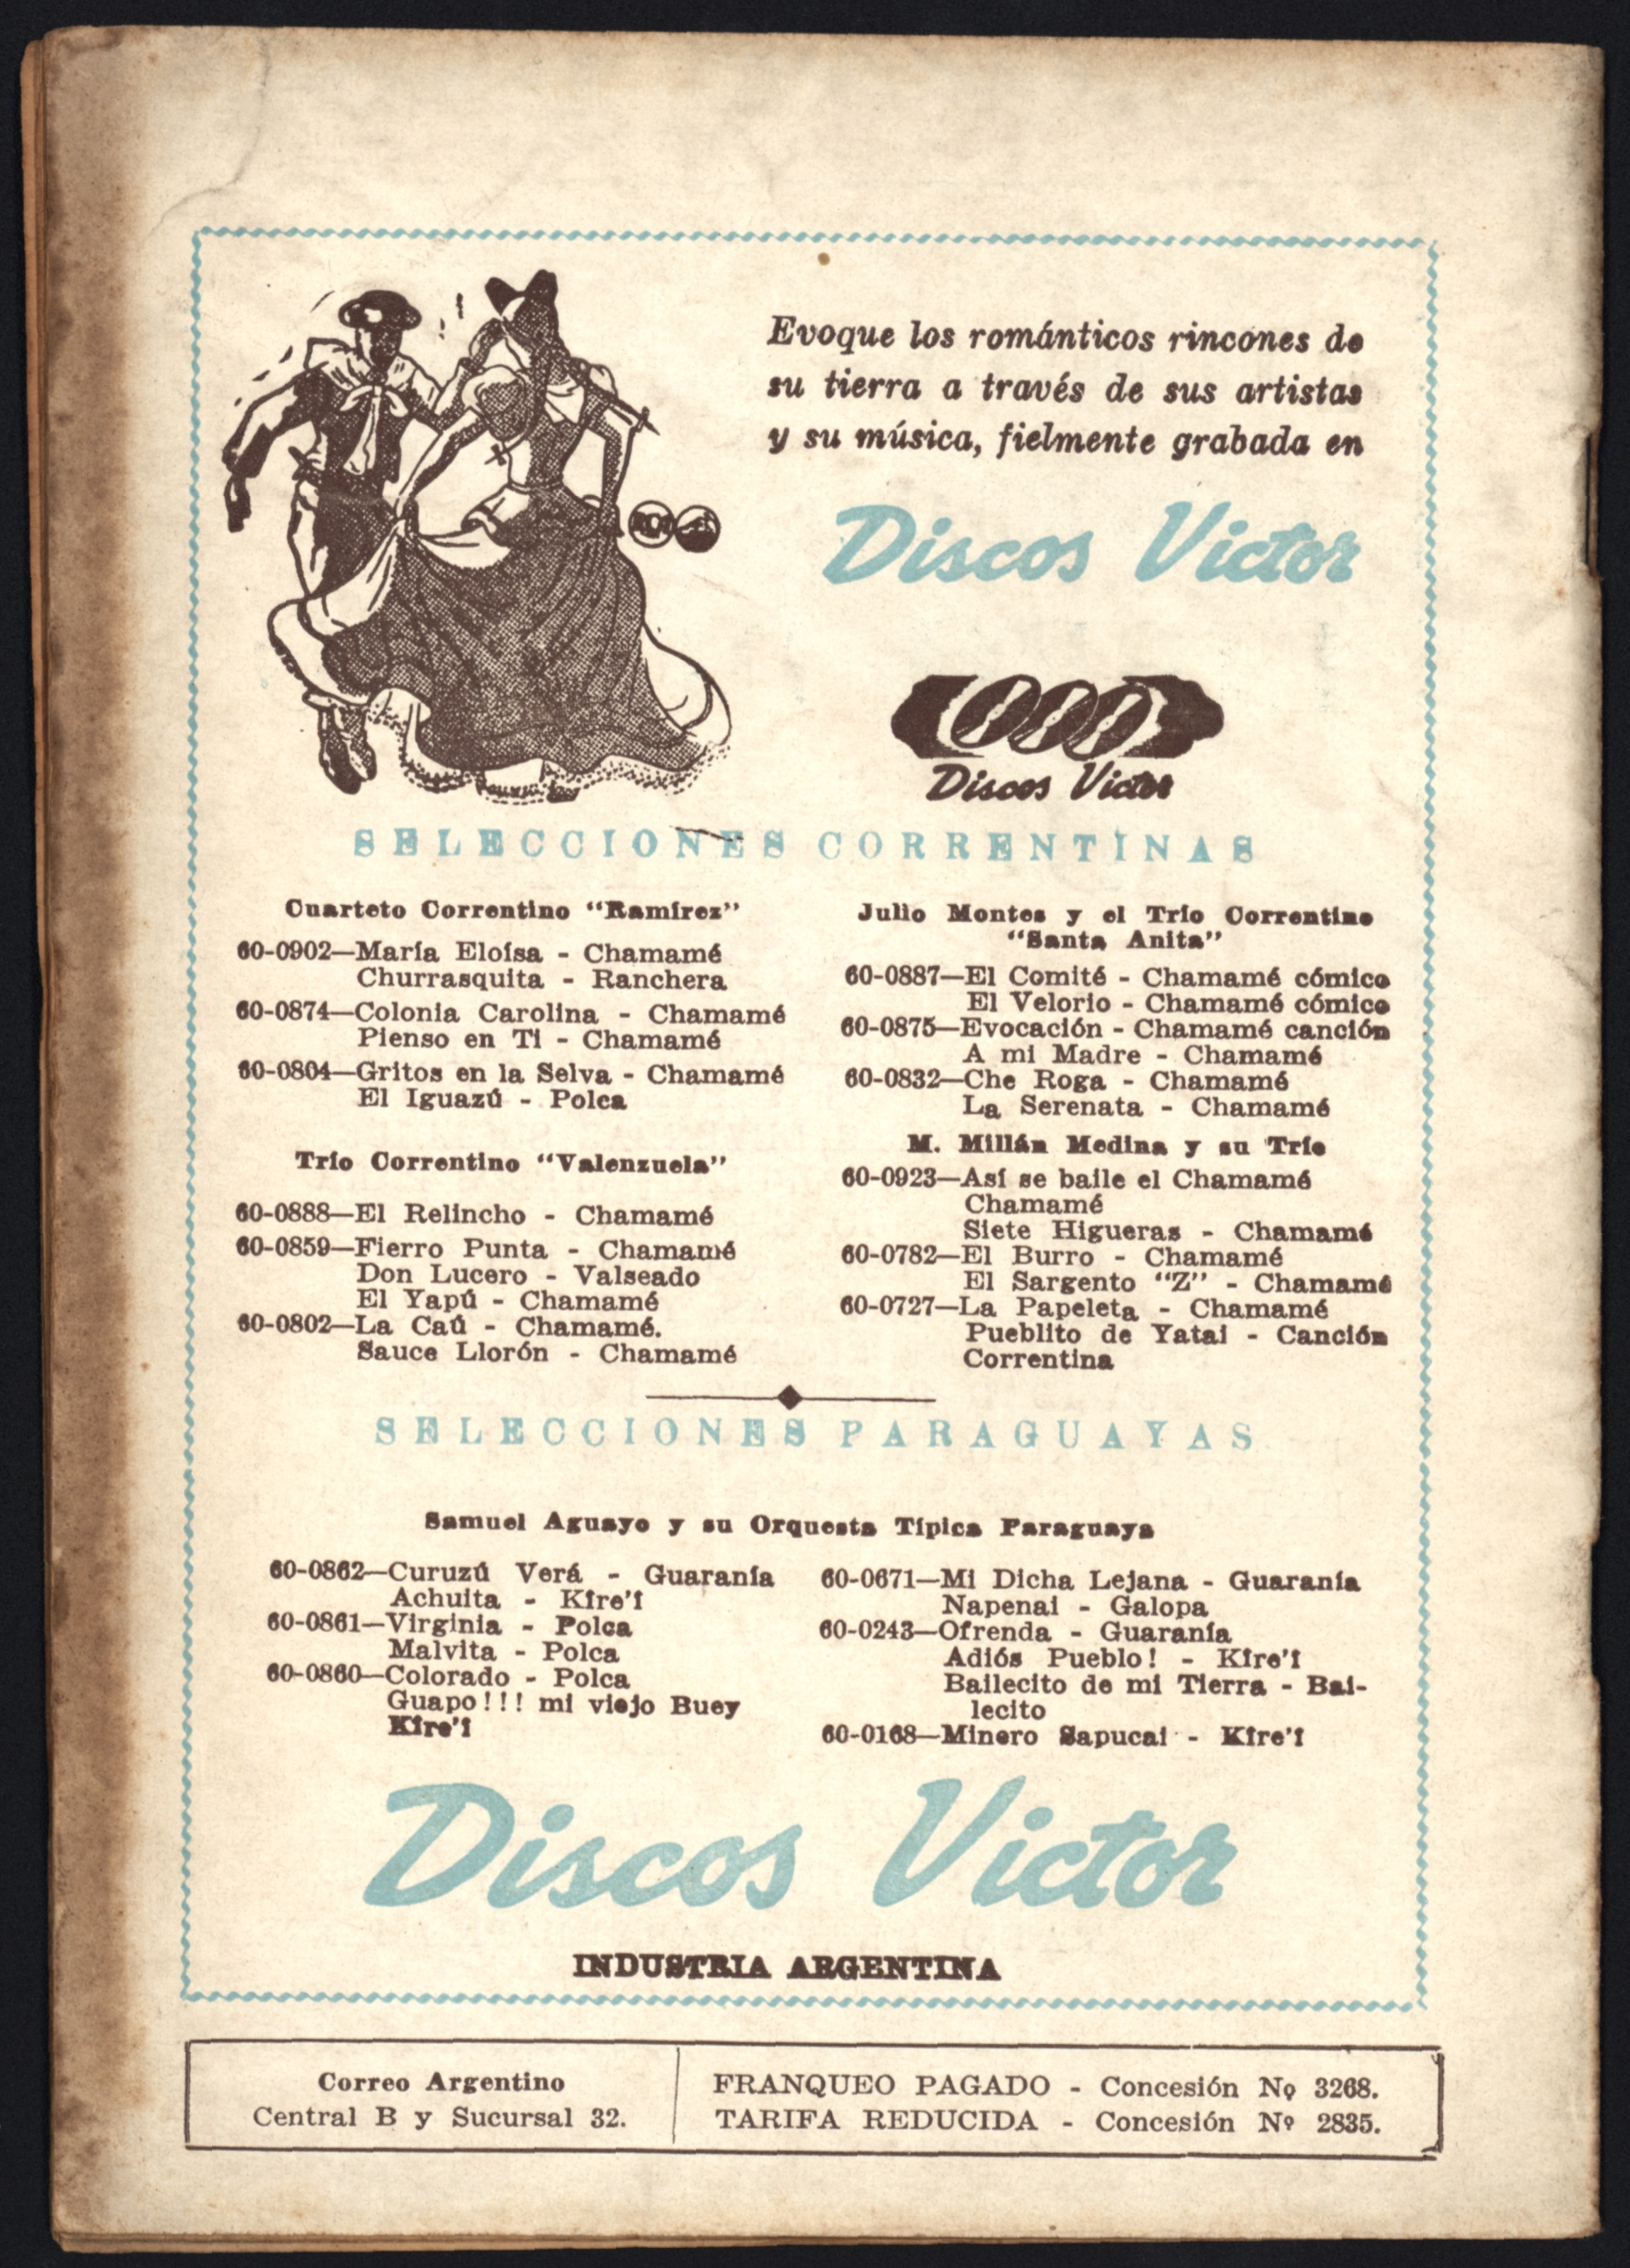 Evoque los románticos rincones de
su tierra a través de sus artistas
y su música, fielmente grabada en
Discos Victor
RCA
Discos Victor
SELECCIONES CORRENTINAS
Cuarteto Correntino "Ramírez"
60-0902—María Eloísa - Chamamé
Churrasquita - Ranchera
60-0874—Colonia Carolina - Chamamé
Pienso en Ti - Chamamé
60-0804—Gritos en la Selva - Chamamé
El Iguazú - Polca
Trío Correntino "Valenzuela"
60-0888—El Relincho - Chamamé
60-0859—Fierro Punta - Chamamé
Don Lucero - Valseado
El Yapú - Chamamé
60-0802—La Caú - Chamamé.
Sauce Llorón - Chamamé
Julio Montes y el Trío Correntino
"Santa Anita"
60-0887—El Comité - Chamamé cómico
El Velorio - Chamamé cómico
60-0875—Evocación - Chamamé canción
A mi Madre - Chamamé
60-0832—Che Roga - Chamamé
La Serenata - Chamamé
M. Millán Medina y su Trío
60-0923—Así se baile el Chamamé
Chamamé
Siete Higueras - Chamamé
60-0782—El Burro - Chamamé
El Sargento "Z" - Chamamé
60-0727—La Papeleta - Chamamé
Pueblito de Yatai - Canción
Correntina
SELECCIONES PARAGUAYAS
Samuel Aguayo y su Orquesta Típica Paraguaya
60-0862—Curuzú Verá - Guaranía
Achuita - Kîre'î
60-0861—Virginia - Polca
Malvita - Polca
60-0860—Colorado - Polca
Guapo!!! mi viejo Buey
Kîre'î
60-0671—Mi Dicha Lejana - Guaranía
Napenai - Galopa
60-0243—Ofrenda - Guaranía
Adiós Pueblo! - Kîre'î
Bailecito de mi Tierra - Bai-
lecito
60-0168—Minero Sapucai - Kîre'î
Discos Victor
INDUSTRIA ARGENTINA
Correo Argentino
Central B y Sucursal 32.
FRANQUEO PAGADO - Concesión Nº 3268.
TARIFA REDUCIDA - Concesión Nº 2835.